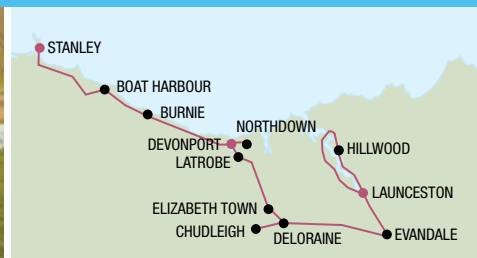 STANLEY
BOAT HARBOUR
BURNIE
NORTHDOWN
DEVONPORT
LATROBE
HILLWOOD
LAUNCESTON
ELIZABETH TOWN
CHUDLEIGH
DELORAINE
EVANDALE